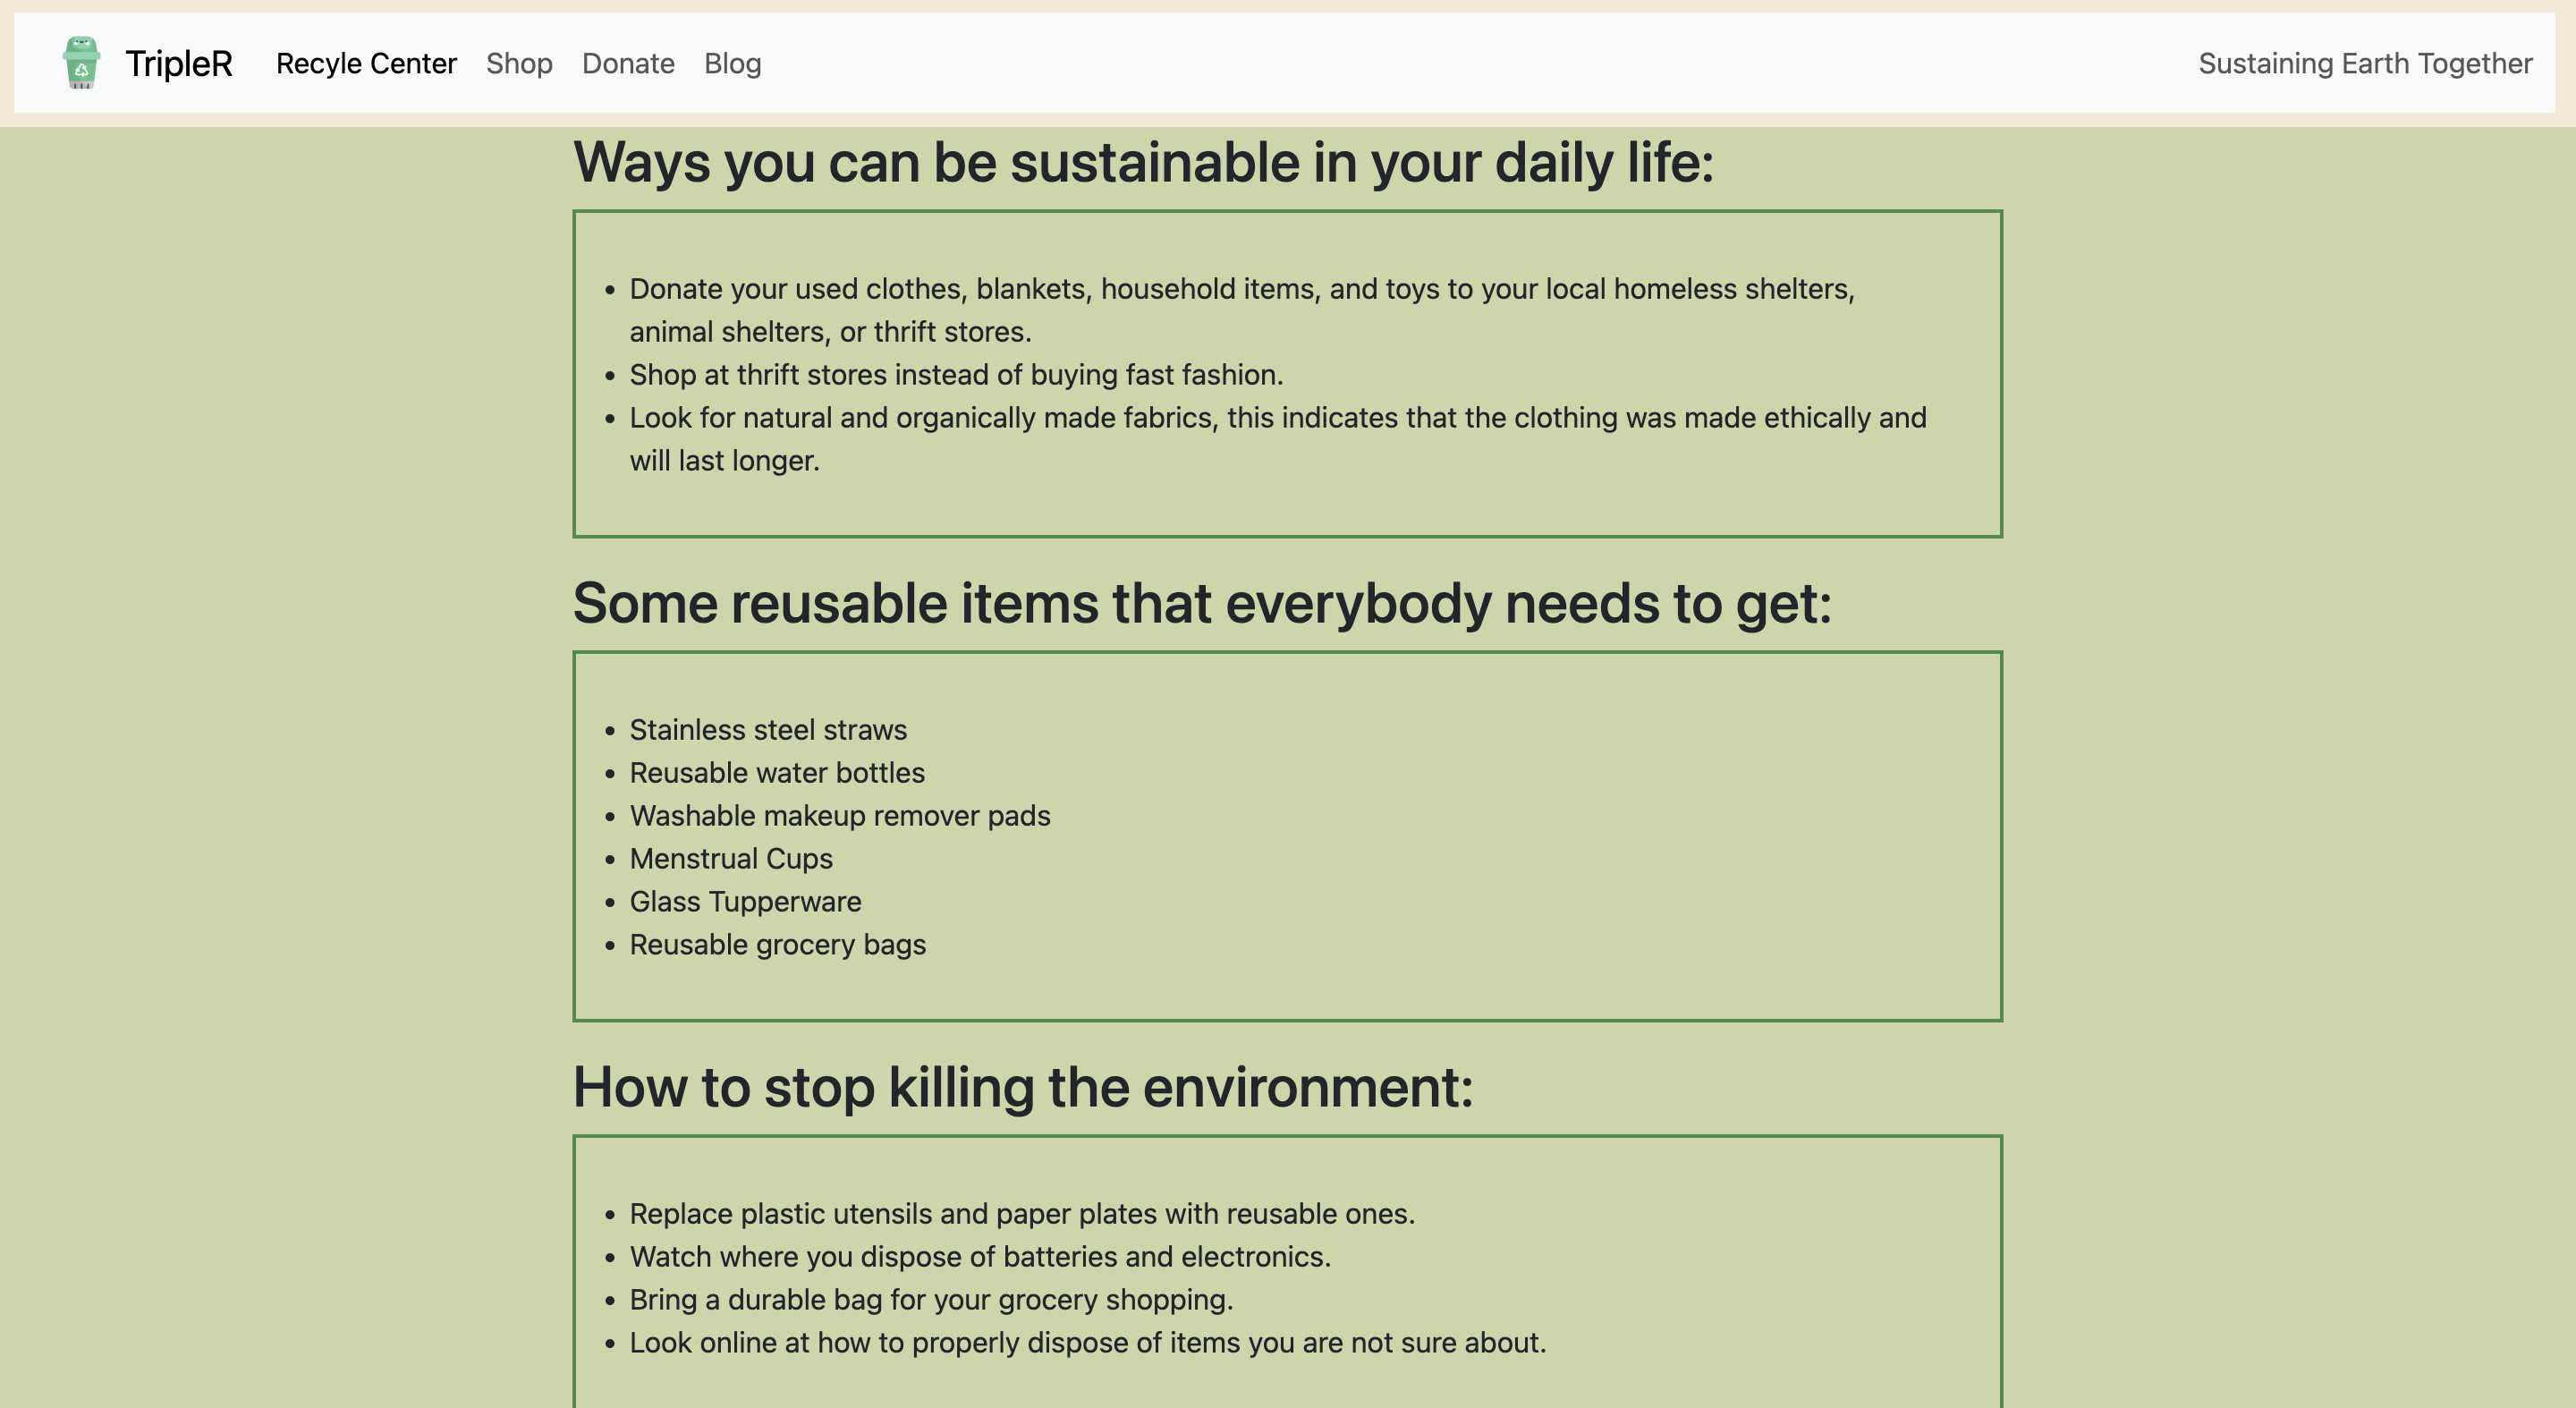 TripleR Recyle Center Shop Donate Blog Sustaining Earth Together
Ways you can be sustainable in your daily life:
Donate your used clothes, blankets, household items, and toys to your local homeless shelters,
animal shelters, or thrift stores.
Shop at thrift stores instead of buying fast fashion.
Look for natural and organically made fabrics, this indicates that the clothing was made ethically and
will last longer.
Some reusable items that everybody needs to get:
Stainless steel straws
Reusable water bottles
Washable makeup remover pads
Menstrual Cups
Glass Tupperware
Reusable grocery bags
How to stop killing the environment:
Replace plastic utensils and paper plates with reusable ones.
Watch where you dispose of batteries and electronics.
Bring a durable bag for your grocery shopping.
Look online at how to properly dispose of items you are not sure about.